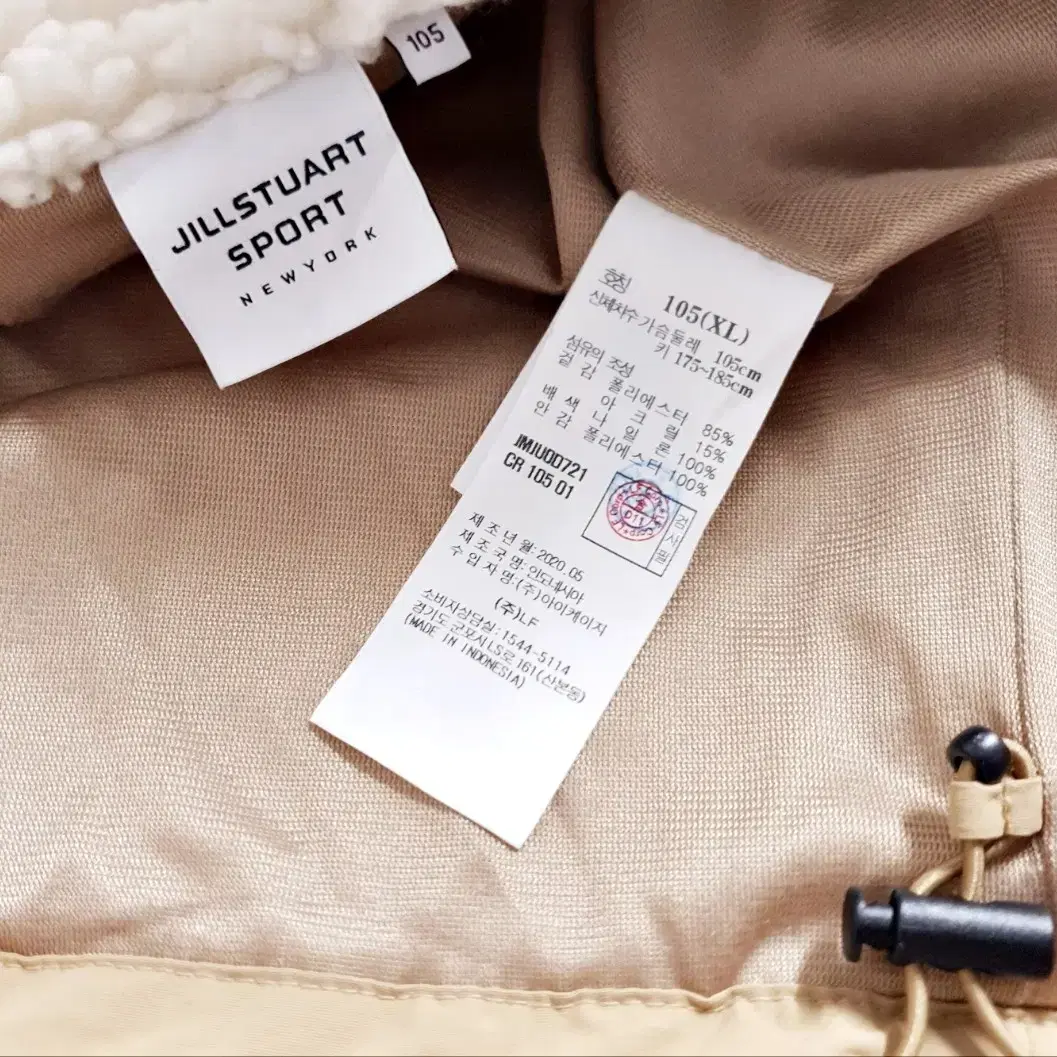 105
JILLSTUART
SPORT
NEWYORK
호칭 105(XL)
신체치수 가슴둘레 105cm
키 175~185cm
섬유의 조성
겉 감 폴리에스터 85%
아 크 릴 15%
배 색 나 일 론 100%
안 감 폴리에스터 100%
JMJU0D721
CR 105 01
검사필
제 조 년 월: 2020.05
제 조 국 명: 인도네시아
수 입 자 명:(주)아이케이지
(주)LF
소비자상담실: 1544-5114
경기도 군포시 LS로 161(산본동)
(MADE IN INDONESIA)